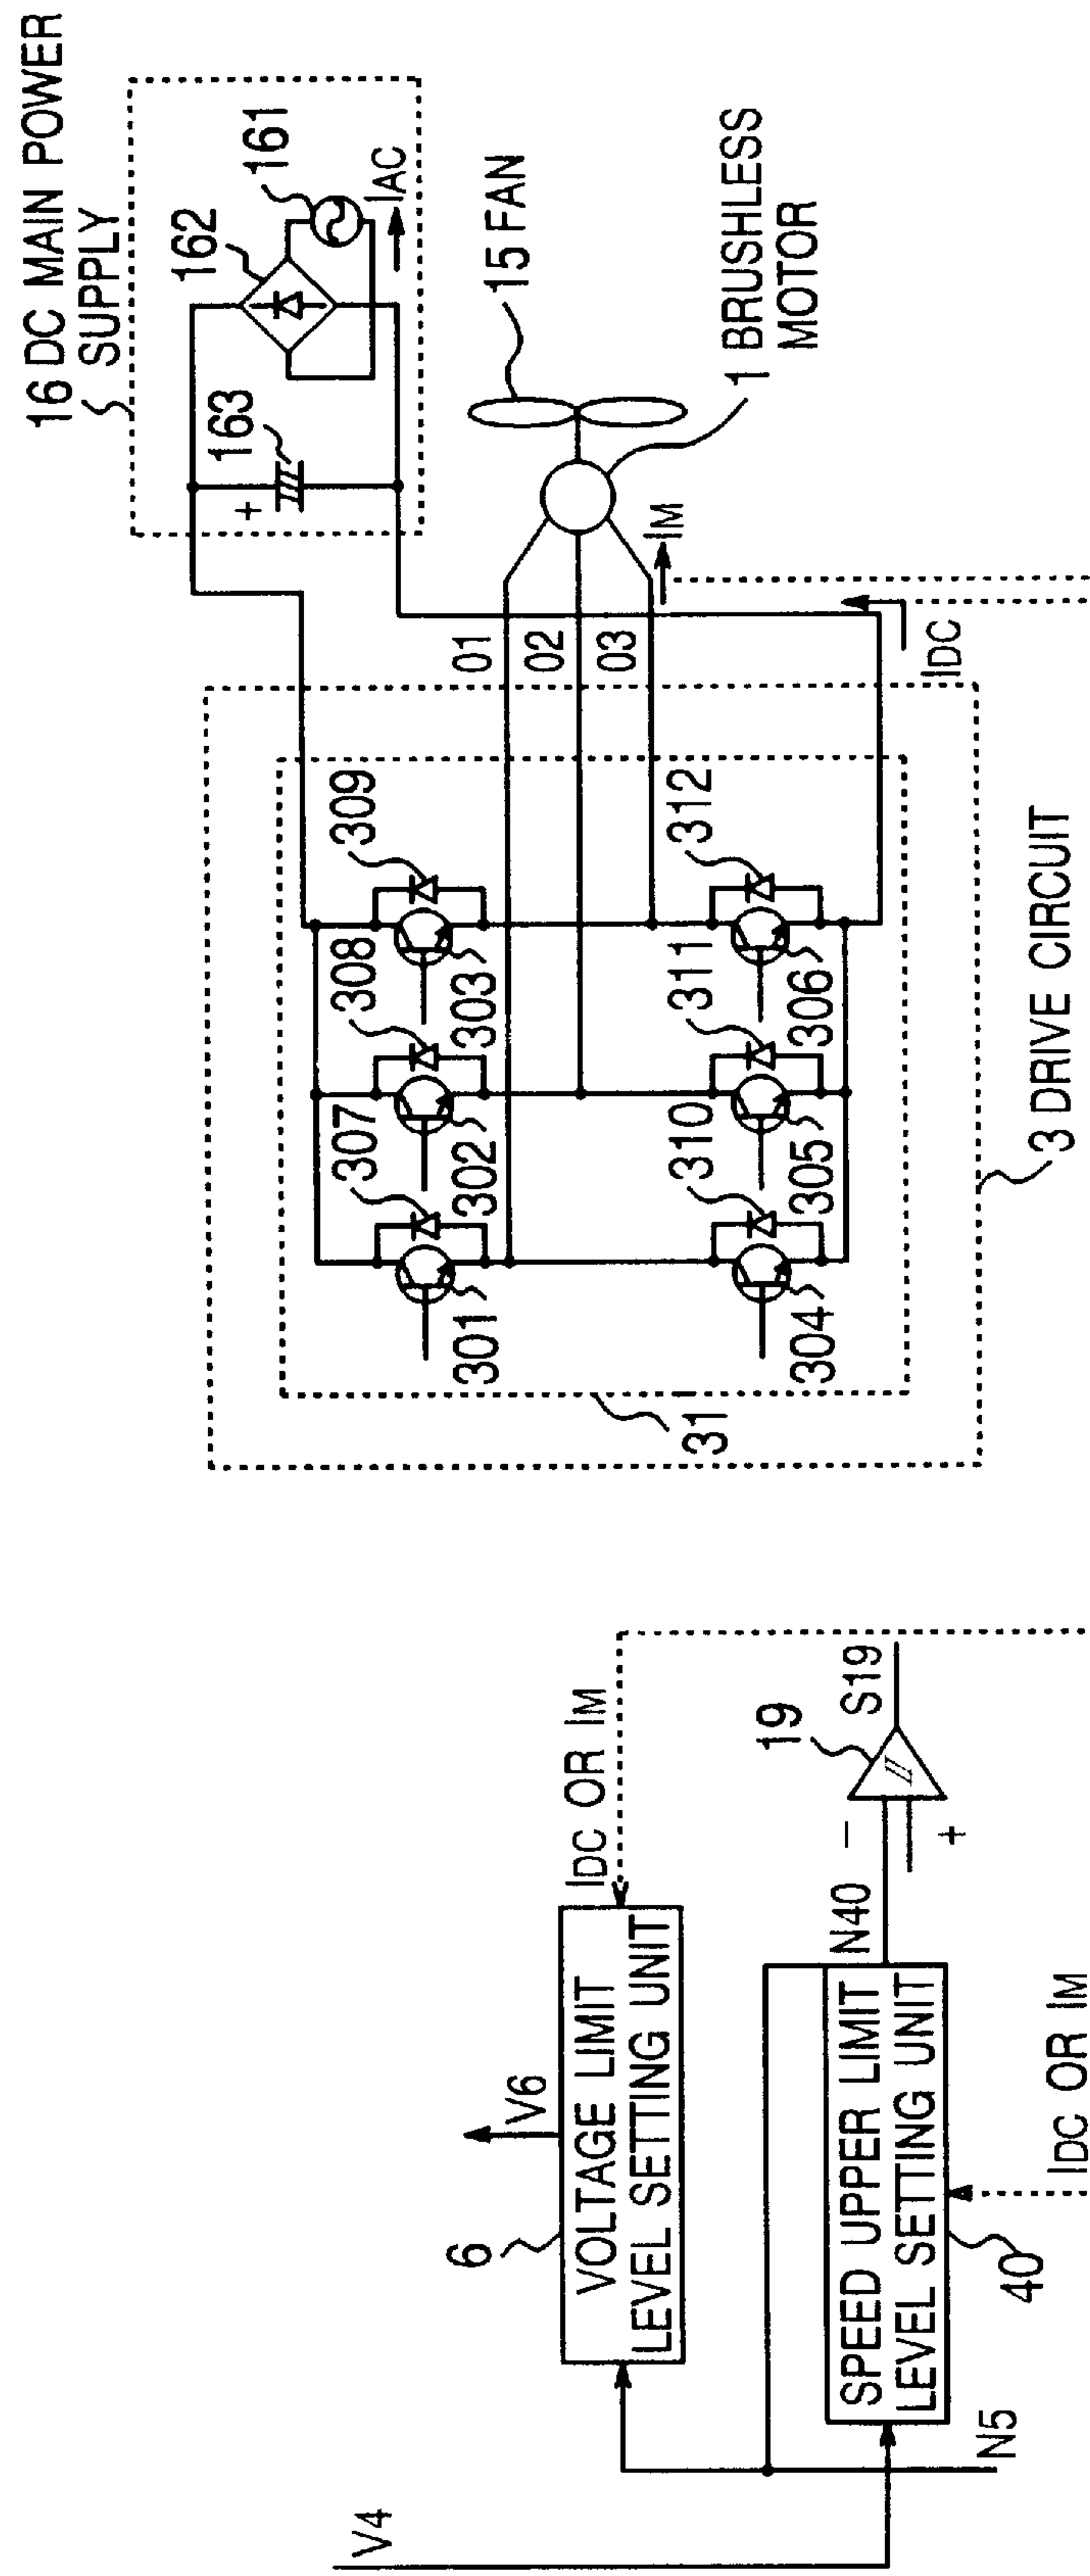 16 DC MAIN POWER
SUPPLY
162
161
163
+
IAC
15 FAN
1 BRUSHLESS
MOTOR
IM
01
02
03
IDC
307
308
309
301
302
303
310
311
312
304
305
306
31
3 DRIVE CIRCUIT
V4
6
V6
VOLTAGE LIMIT
LEVEL SETTING UNIT
IDC OR IM
N5
SPEED UPPER LIMIT
LEVEL SETTING UNIT
40
N40
−
+
19
S19
IDC OR IM